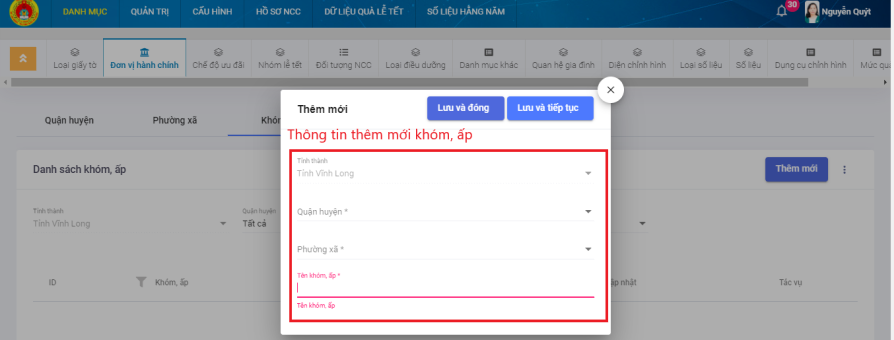 DANH MỤC QUẢN TRỊ CẤU HÌNH HỒ SƠ NCC DỮ LIỆU QUÀ LỄ TẾT SỐ LIỆU HẰNG NĂM 30 Nguyễn Quýt
Loại giấy tờ Đơn vị hành chính Chế độ ưu đãi Nhóm lễ tết Đối tượng NCC Loại điều dưỡng Danh mục khác Quan hệ gia đình Diện chỉnh hình Loại số liệu Số liệu Dụng cụ chỉnh hình Mức qu
Thêm mới Lưu và đóng Lưu và tiếp tục
Quận huyện Phường xã Khóm
Thông tin thêm mới khóm, ấp
Danh sách khóm, ấp Thêm mới
Tỉnh thành
Tỉnh Vĩnh Long
Tỉnh thành Quận huyện
Tỉnh Vĩnh Long Tất cả
Quận huyện *
Phường xã *
Tên khóm, ấp *
ID Khóm, ấp nhật Tác vụ
Tên khóm, ấp